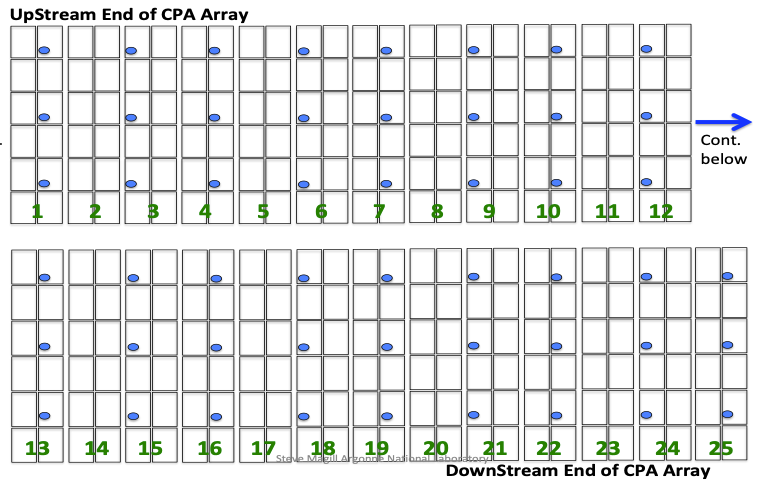 UpStream End of CPA Array
Cont.
below
1 2 3 4 5 6 7 8 9 10 11 12
13 14 15 16 17 18 19 20 21 22 23 24 25
Steve Magill Argonne National Laboratory
DownStream End of CPA Array